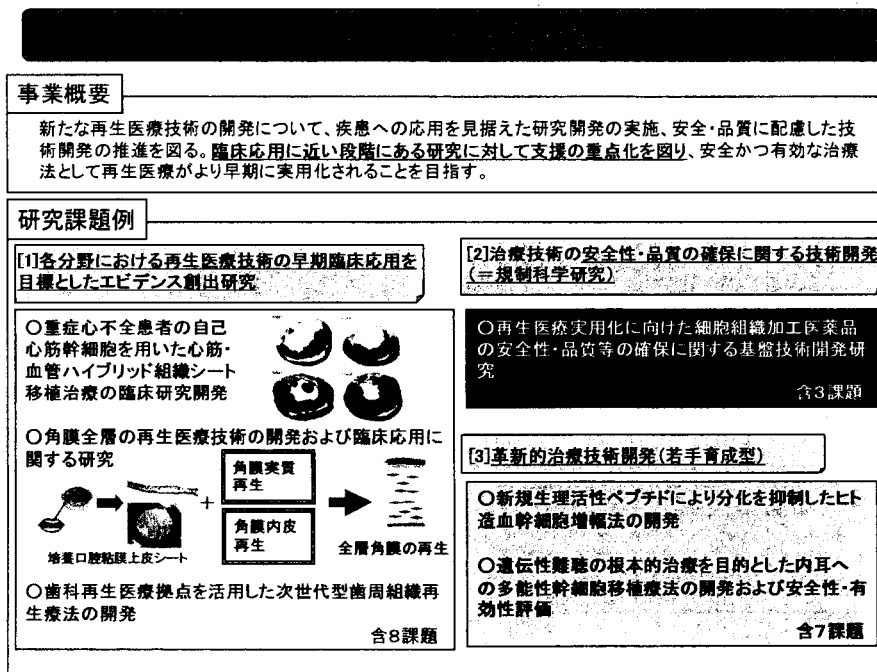 事業概要
新たな再生医療技術の開発について、疾患への応用を見据えた研究開発の実施、安全・品質に配慮した技
術開発の推進を図る。臨床応用に近い段階にある研究に対して支援の重点化を図り、安全かつ有効な治療
法として再生医療がより早期に実用化されることを目指す。
研究課題例
[1]各分野における再生医療技術の早期臨床応用を
目標としたエビデンス創出研究
〇重症心不全患者の自己
心筋幹細胞を用いた心筋・
血管ハイブリッド組織シート
移植治療の臨床研究開発
〇角膜全層の再生医療技術の開発および臨床応用に
関する研究
角膜実質
再生
+
角膜内皮
再生
培養口腔粘膜上皮シート
全層角膜の再生
〇歯科再生医療拠点を活用した次世代型歯周組織再
生療法の開発
含8課題
[2]治療技術の安全性・品質の確保に関する技術開発
(=規制科学研究)
〇再生医療実用化に向けた細胞組織加工医薬品
の安全性・品質等の確保に関する基盤技術開発研
究
含3課題
[3]革新的治療技術開発(若手育成型)
〇新規生理活性ペプチドにより分化を抑制したヒト
造血幹細胞増幅法の開発
〇遺伝性難聴の根本的治療を目的とした内耳へ
の多能性幹細胞移植療法の開発および安全性・有
効性評価
含7課題